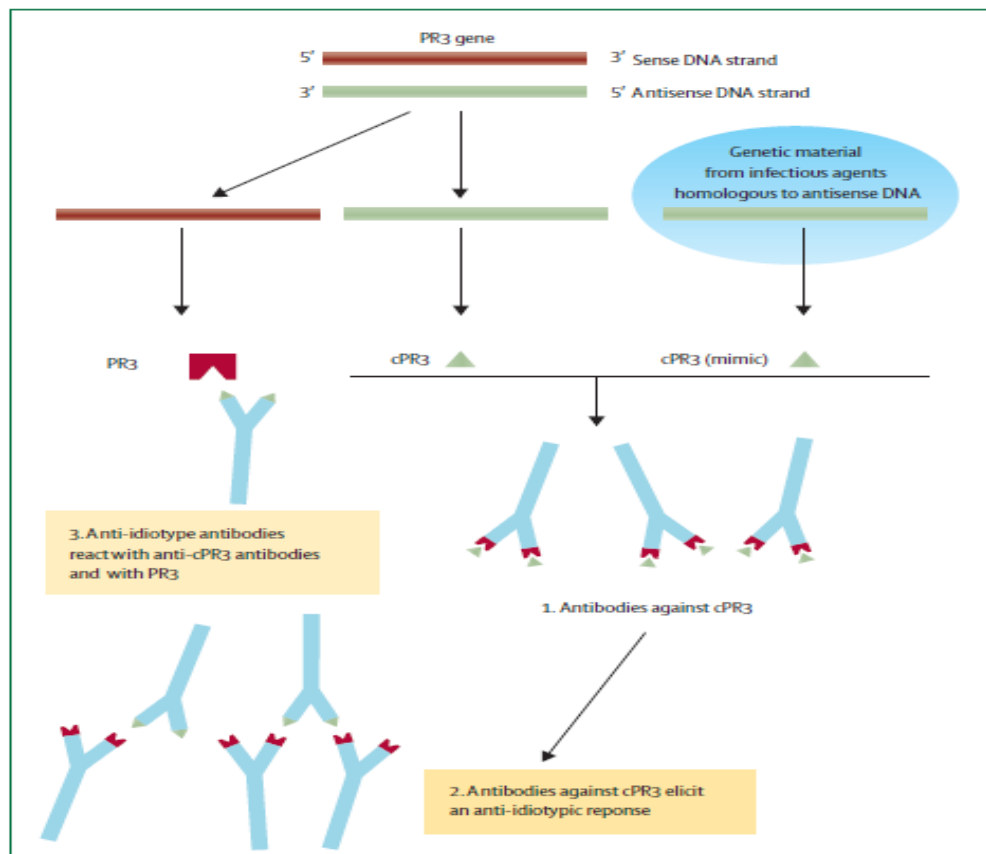 PR3 gene
5′
3′ Sense DNA strand
3′
5′ Antisense DNA strand
Genetic material
from infectious agents
homologous to antisense DNA
PR3
cPR3
cPR3 (mimic)
3. Anti-idiotype antibodies
react with anti-cPR3 antibodies
and with PR3
1. Antibodies against cPR3
2. Antibodies against cPR3 elicit
an anti-idiotypic reponse